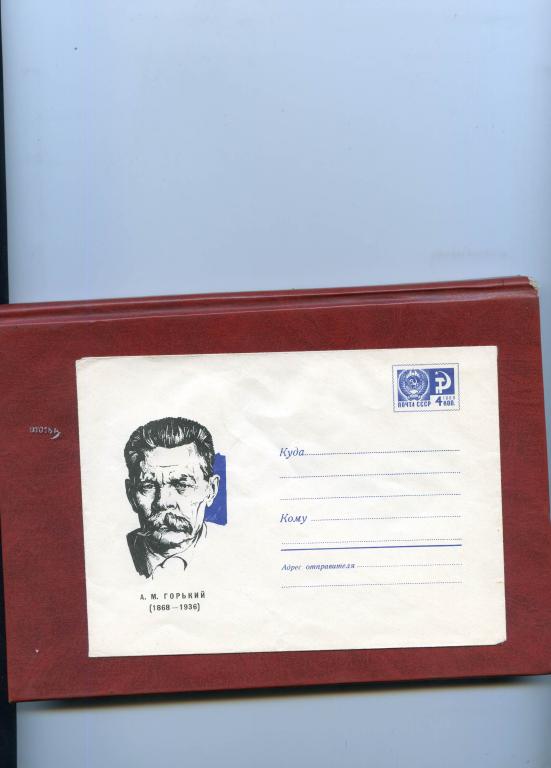 ПОЧТА СССР
4 КОП.
Куда
Кому
Адрес отправителя
А. М. ГОРЬКИЙ
(1868—1936)